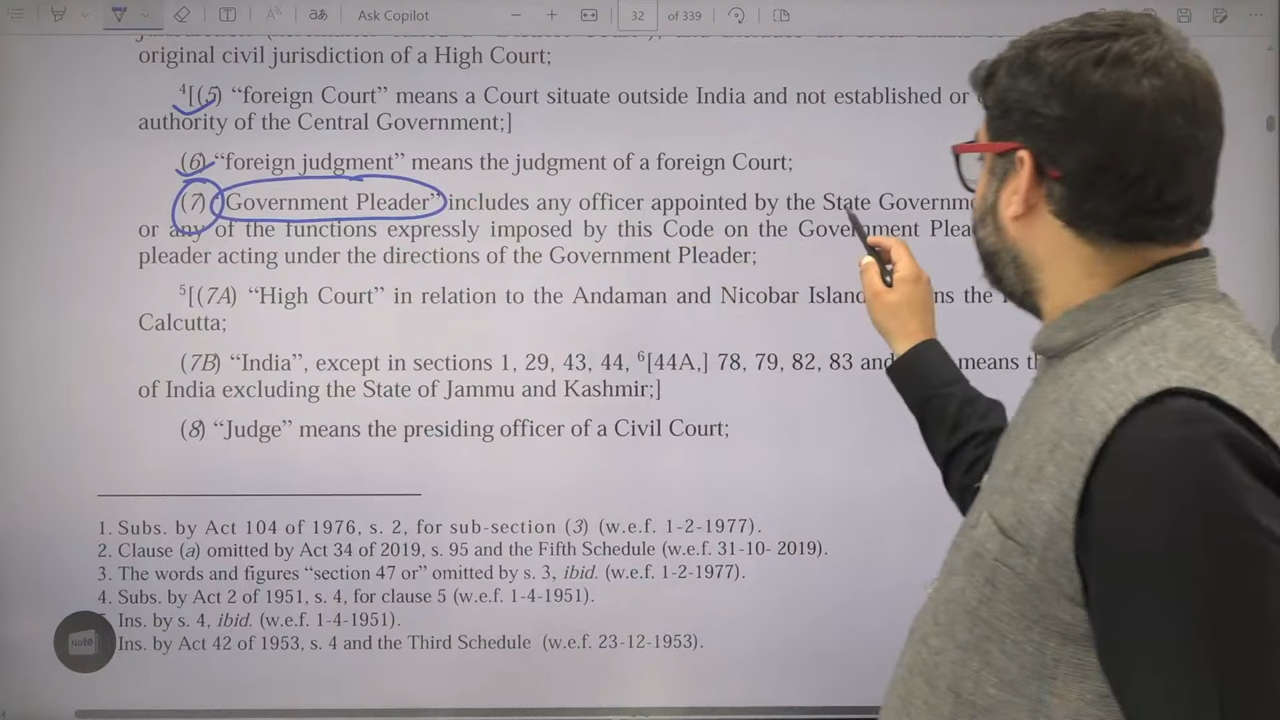 Ask Copilot
32 of 339
original civil jurisdiction of a High Court;
4[(5) “foreign Court” means a Court situate outside India and not established or
authority of the Central Government;]
(6) “foreign judgment” means the judgment of a foreign Court;
(7) “Government Pleader” includes any officer appointed by the State
or any of the functions expressly imposed by this Code on the Government
pleader acting under the directions of the Government Pleader;
5[(7A) “High Court” in relation to the Andaman and Nicobar the
Calcutta;
(7B) “India”, except in sections 1, 29, 43, 44, 6[44A,] 78, 79, 82, 83 and means
of India excluding the State of Jammu and Kashmir;]
(8) “Judge” means the presiding officer of a Civil Court;
1. Subs. by Act 104 of 1976, s. 2, for sub-section (3) (w.e.f. 1-2-1977).
2. Clause (a) omitted by Act 34 of 2019, s. 95 and the Fifth Schedule (w.e.f. 31-10- 2019).
3. The words and figures “section 47 or” omitted by s. 3, ibid. (w.e.f. 1-2-1977).
4. Subs. by Act 2 of 1951, s. 4, for clause 5 (w.e.f. 1-4-1951).
Ins. by s. 4, ibid. (w.e.f. 1-4-1951).
Ins. by Act 42 of 1953, s. 4 and the Third Schedule (w.e.f. 23-12-1953).
Note